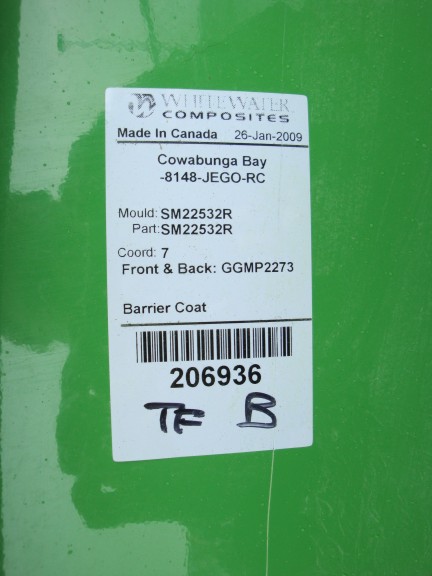 WHITEWATER
COMPOSITES
Made In Canada 26-Jan-2009
Cowabunga Bay
-8148-JEGO-RC
Mould: SM22532R
Part: SM22532R
Coord: 7
Front & Back: GGMP2273
Barrier Coat
206936
TF B